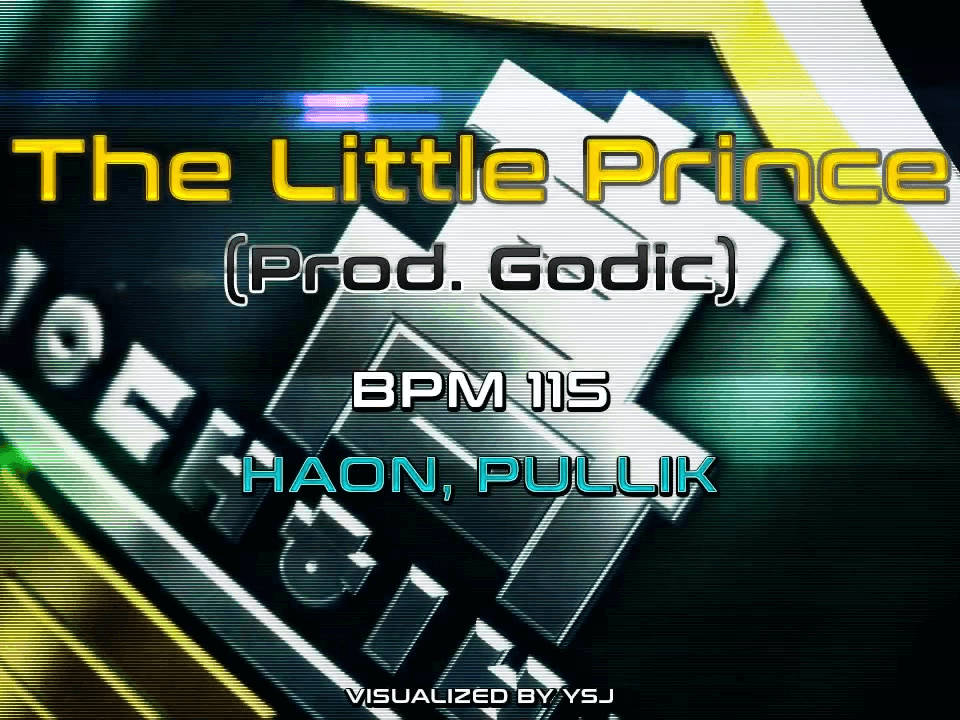 The Little Prince
(Prod. Godic)
BPM 115
HAON, PULLIK
VISUALIZED BY YSJ